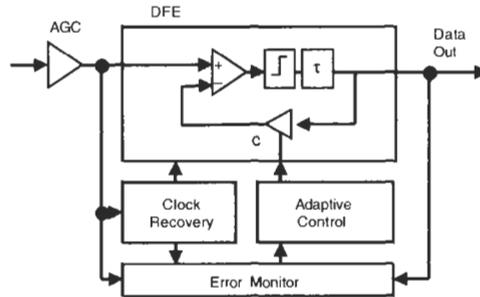 DFE
AGC
Data
Out
+
−
τ
C
Clock
Recovery
Adaptive
Control
Error Monitor